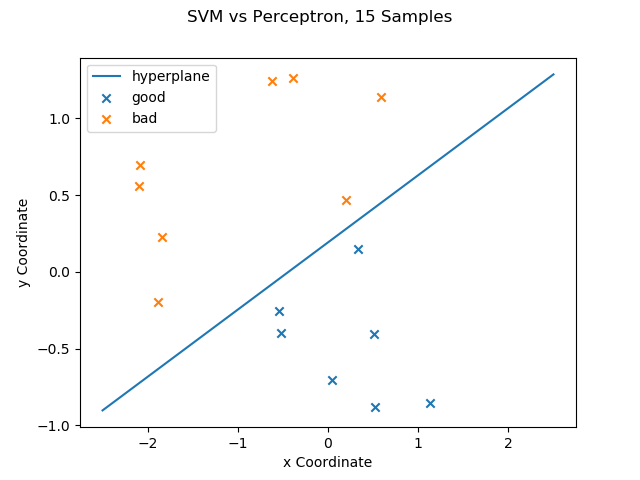 SVM vs Perceptron, 15 Samples
hyperplane
good
bad
1.0
0.5
0.0
−0.5
−1.0
y Coordinate
−2
−1
0
1
2
x Coordinate